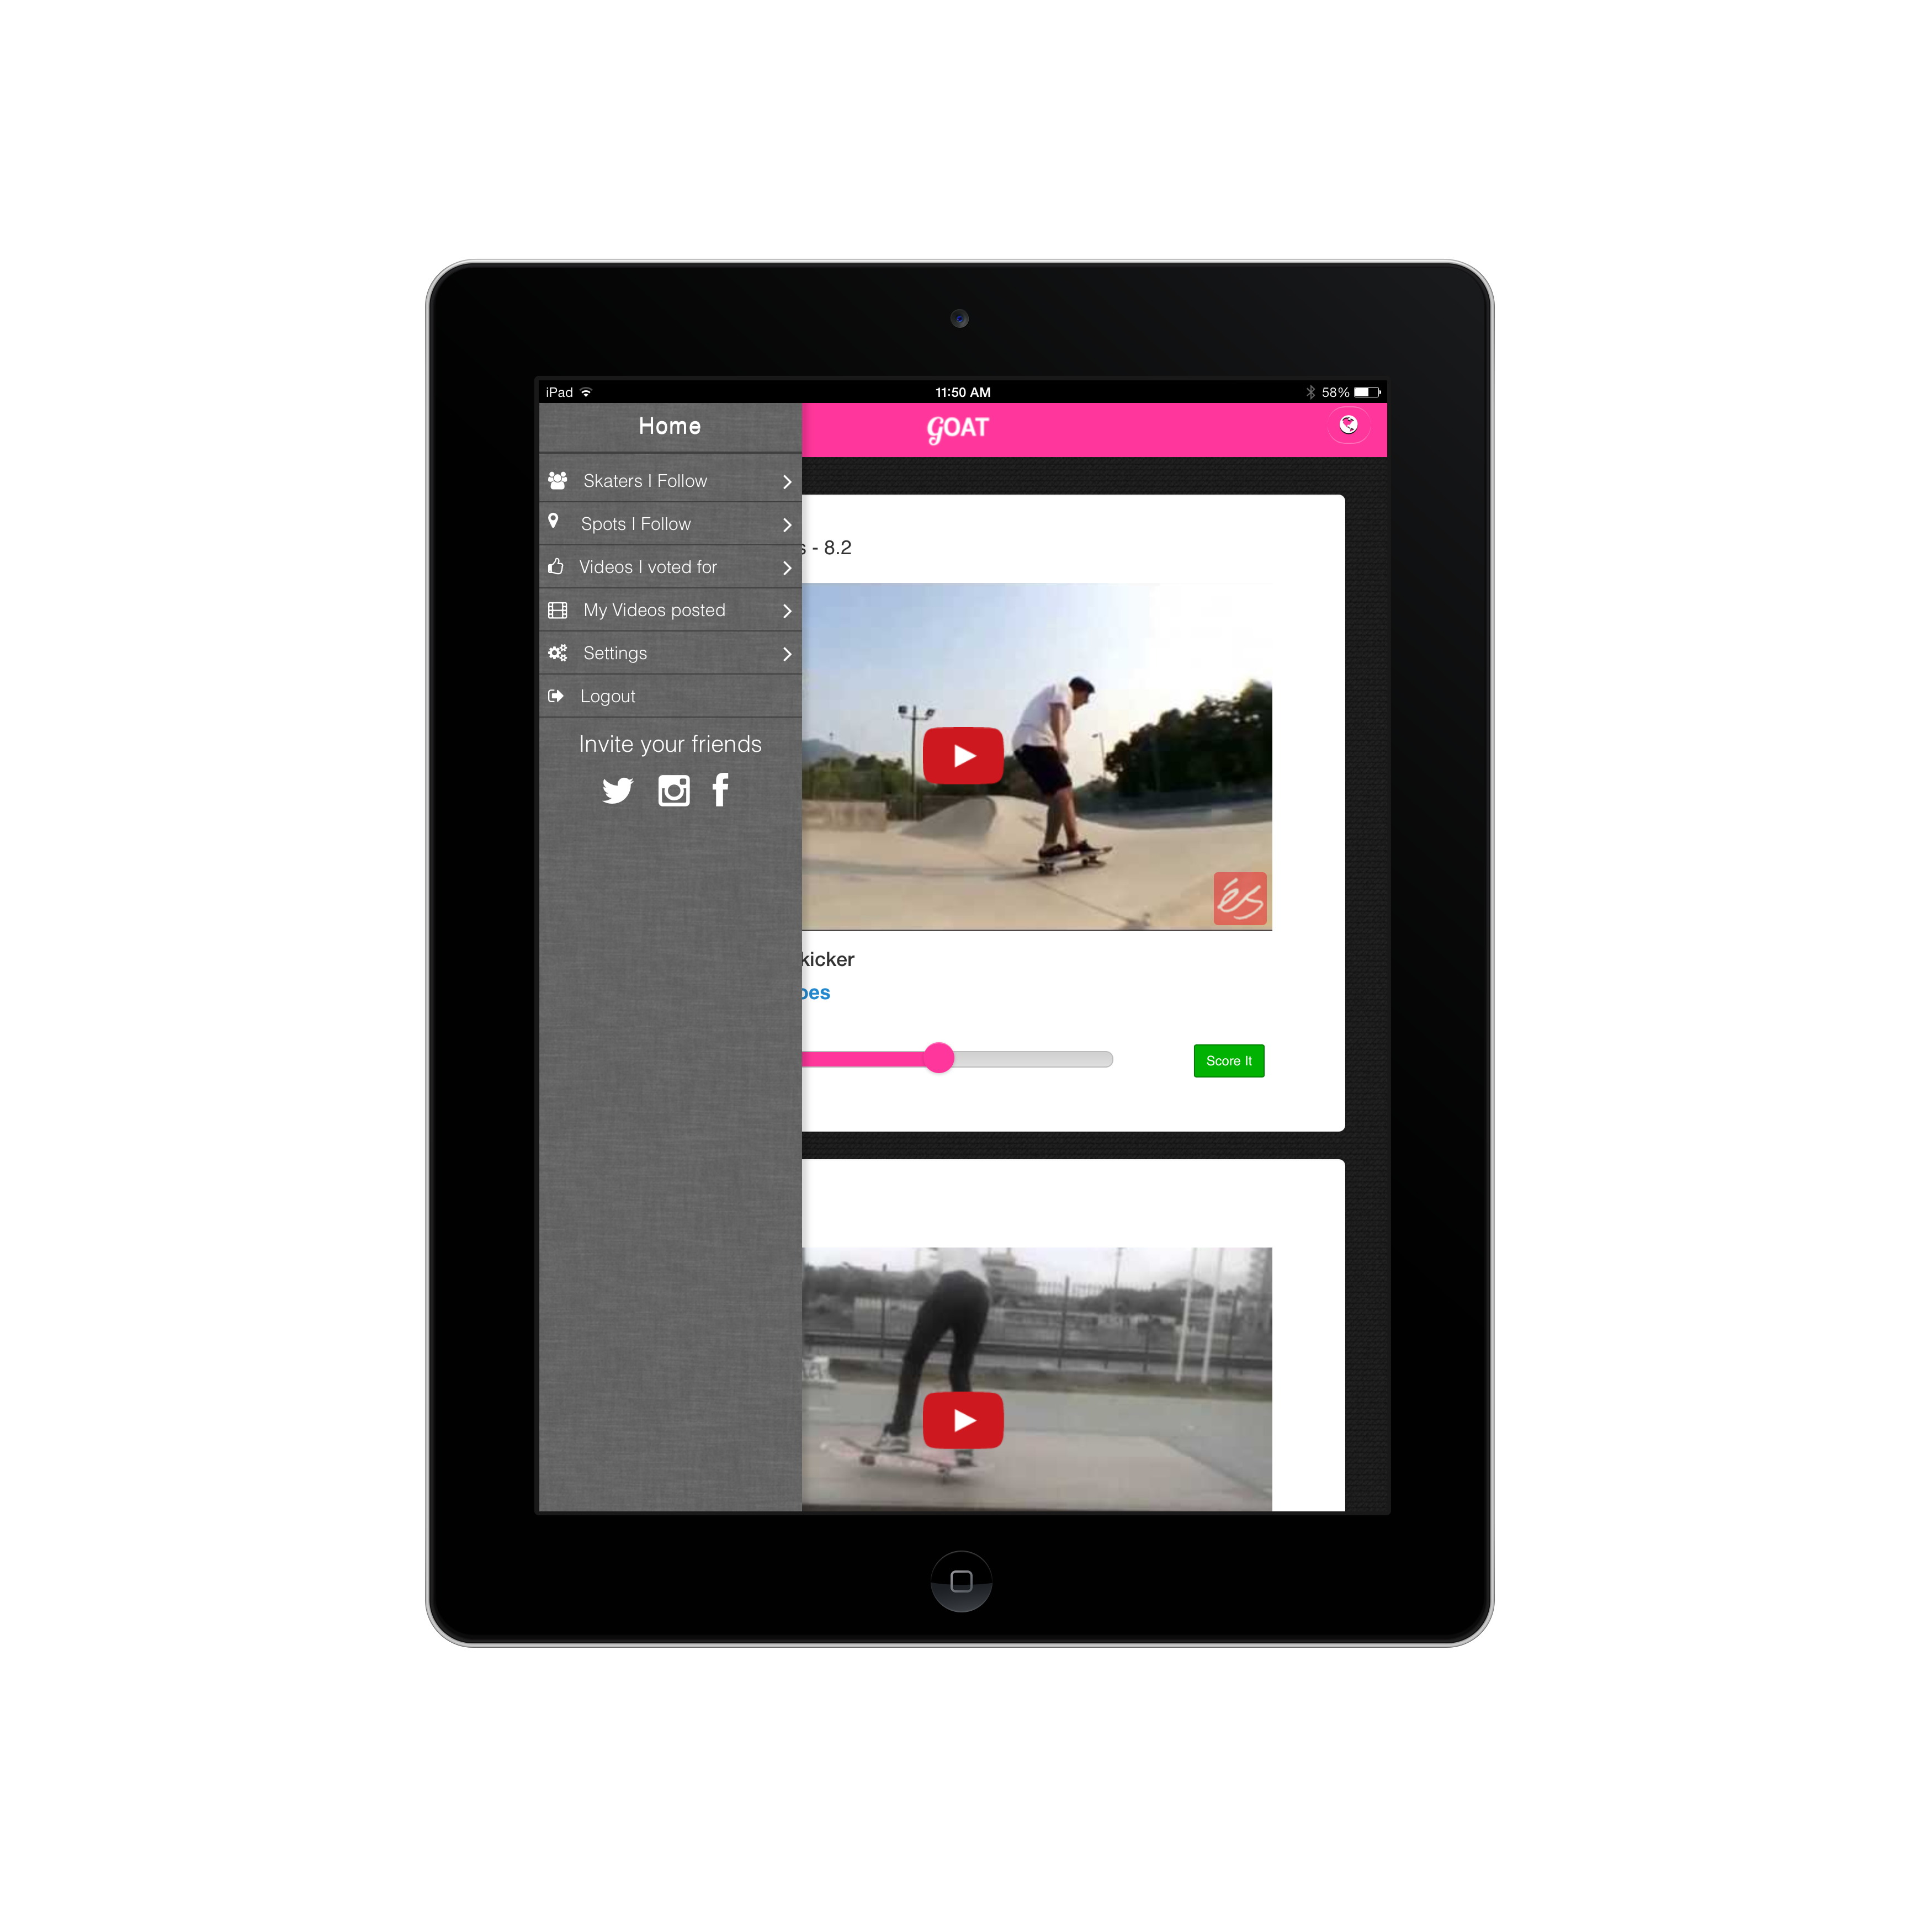 iPad
11:50 AM
58%
Home
GOAT
Skaters I Follow
Spots I Follow
Videos I voted for
My Videos posted
Settings
Logout
Invite your friends
s - 8.2
éS
kicker
Score It